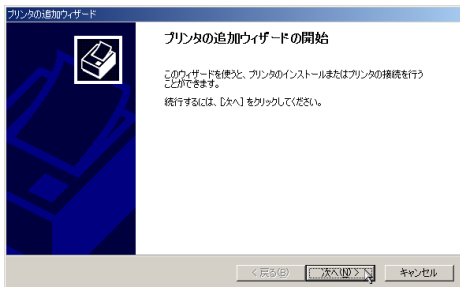 プリンタの追加ウィザード
プリンタの追加ウィザードの開始
このウィザードを使うと、プリンタのインストールまたはプリンタの接続を行う
ことができます。
続行するには、[次へ] をクリックしてください。
< 戻る(B)
次へ(N) >
キャンセル